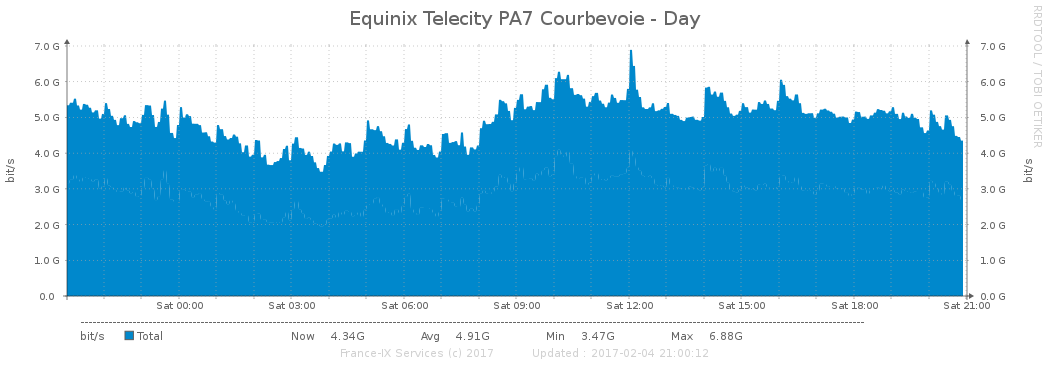 Equinix Telecity PA7 Courbevoie - Day
RRDTOOL / TOBI OETIKER
bit/s
7.0 G 7.0 G
6.0 G 6.0 G
5.0 G 5.0 G
4.0 G 4.0 G
3.0 G 3.0 G
2.0 G 2.0 G
1.0 G 1.0 G
0.0 0.0 G
bit/s
Sat 00:00 Sat 03:00 Sat 06:00 Sat 09:00 Sat 12:00 Sat 15:00 Sat 18:00 Sat 21:00
bit/s Total Now 4.34G Avg 4.91G Min 3.47G Max 6.88G
France-IX Services (c) 2017 Updated : 2017-02-04 21:00:12